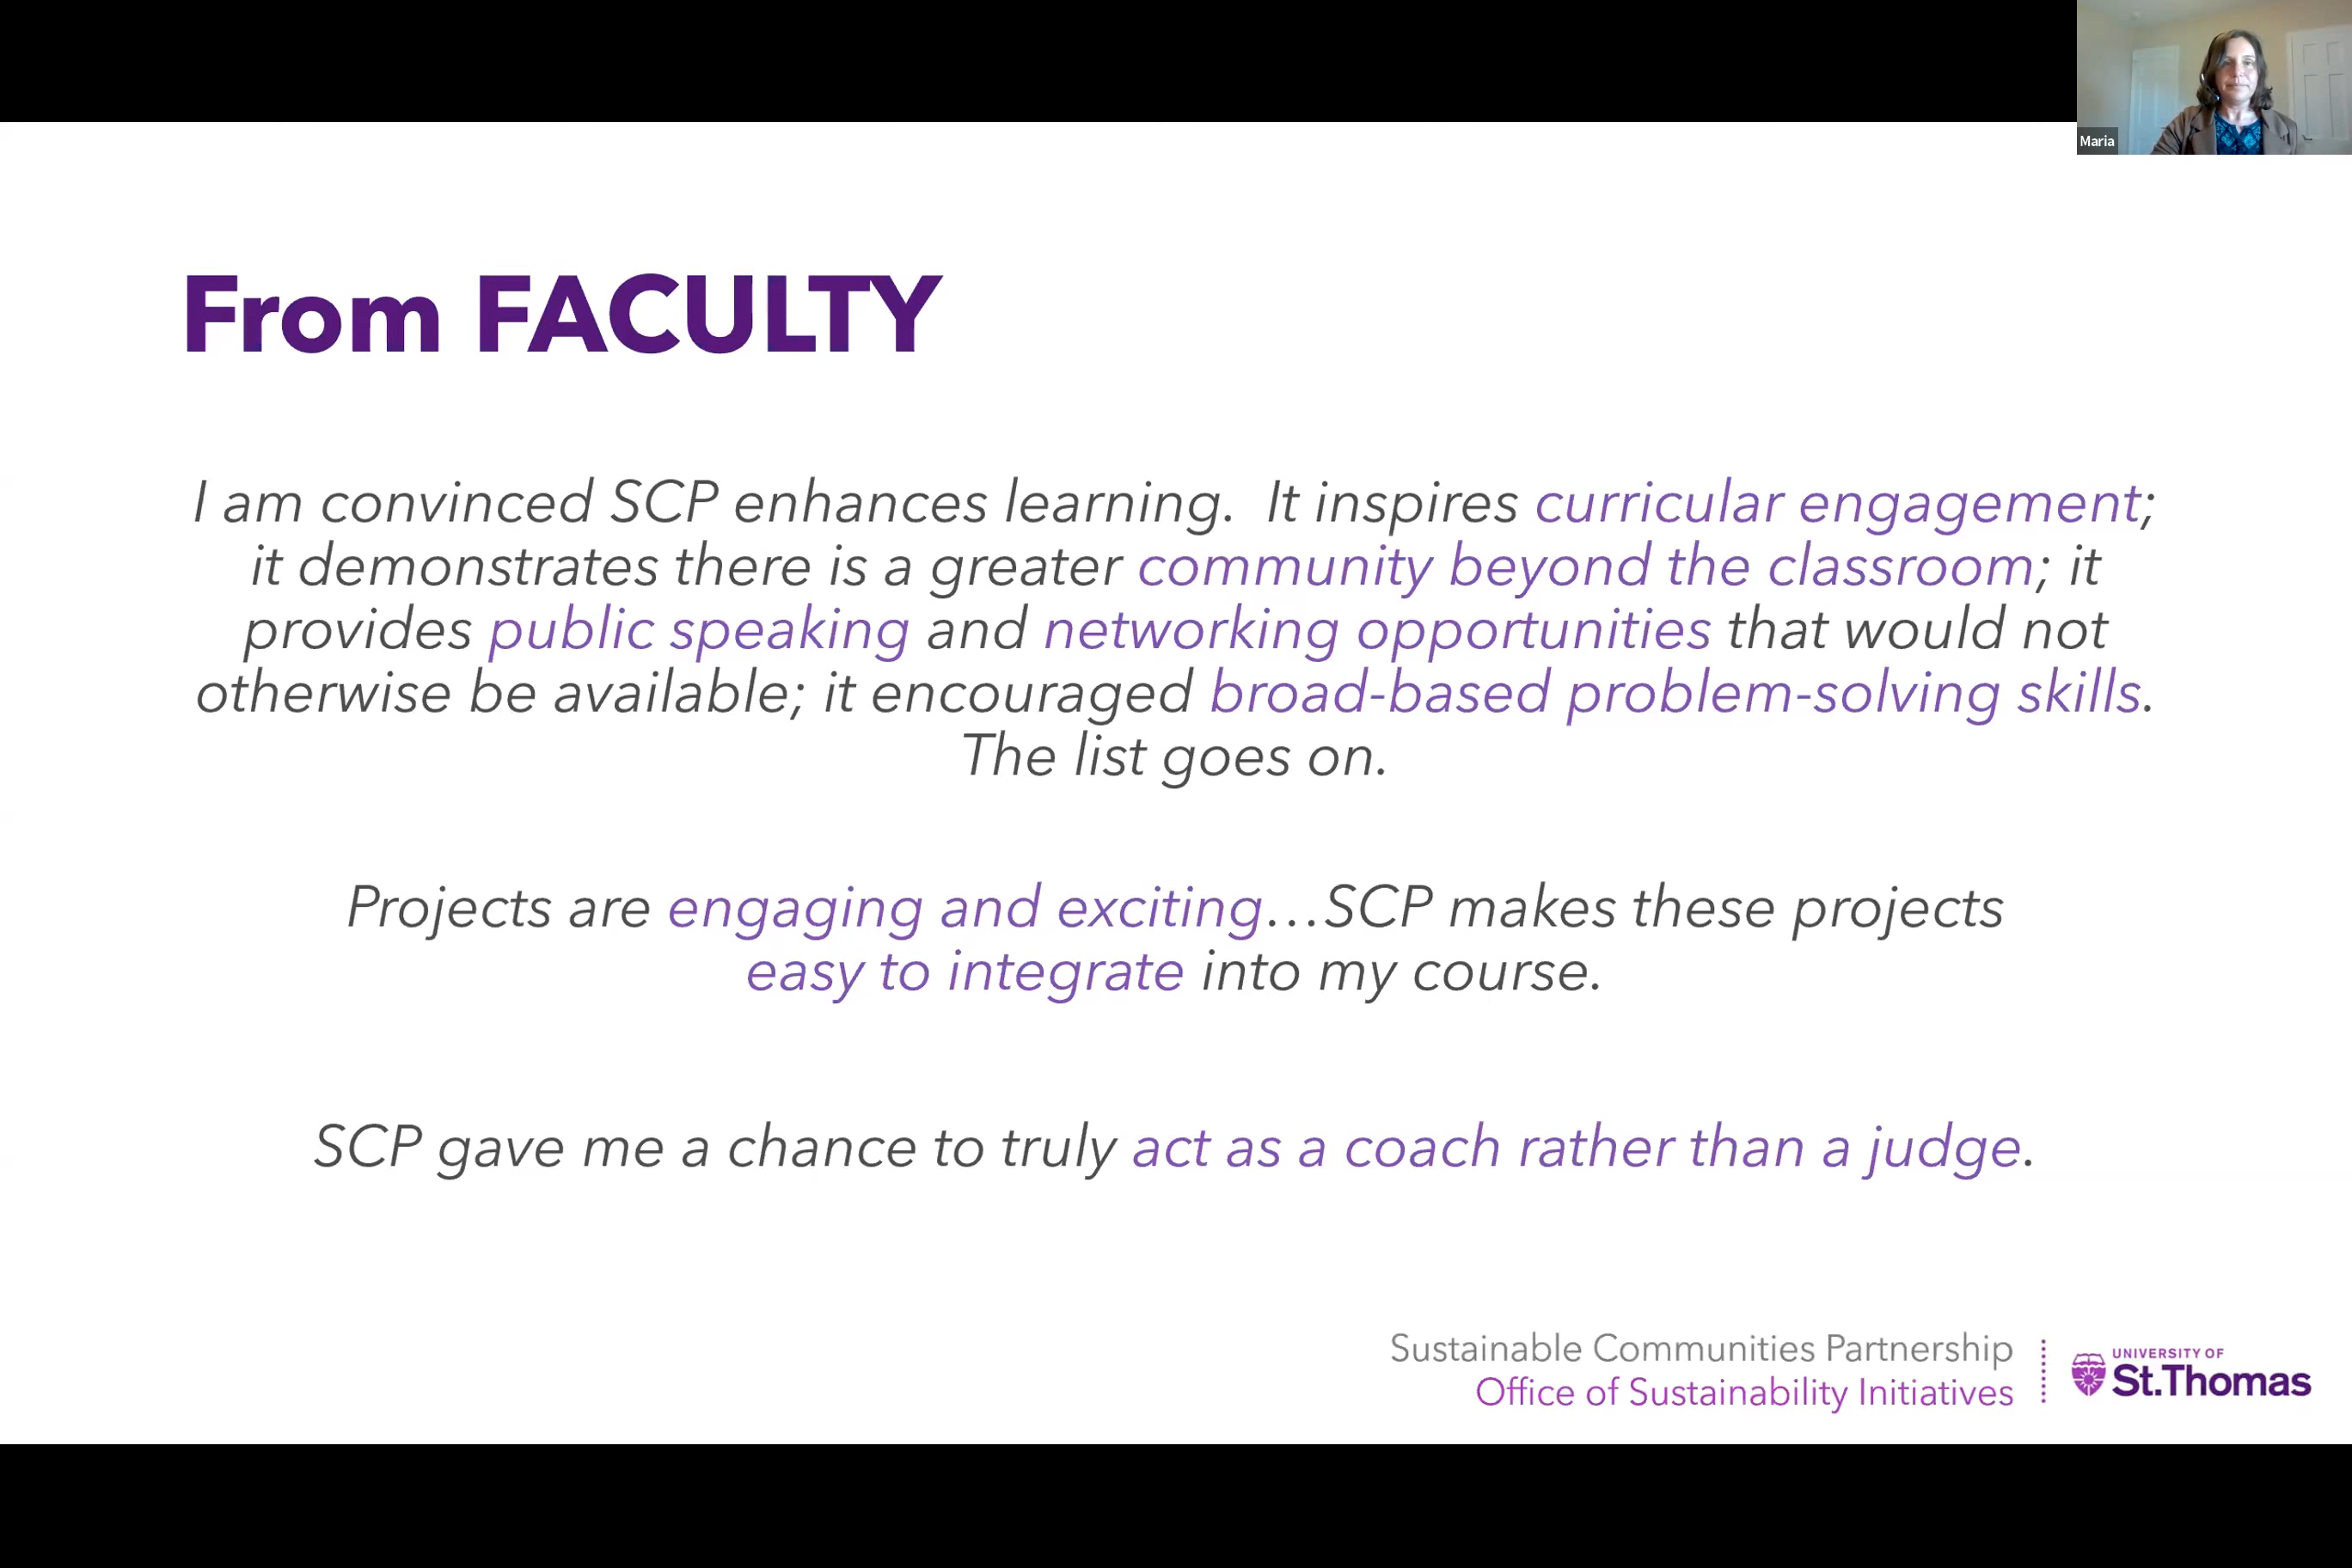 Maria
From FACULTY
I am convinced SCP enhances learning.  It inspires curricular engagement;
it demonstrates there is a greater community beyond the classroom; it
provides public speaking and networking opportunities that would not
otherwise be available; it encouraged broad-based problem-solving skills.
The list goes on.
Projects are engaging and exciting…SCP makes these projects
easy to integrate into my course.
SCP gave me a chance to truly act as a coach rather than a judge.
Sustainable Communities Partnership
Office of Sustainability Initiatives
UNIVERSITY OF
St.Thomas